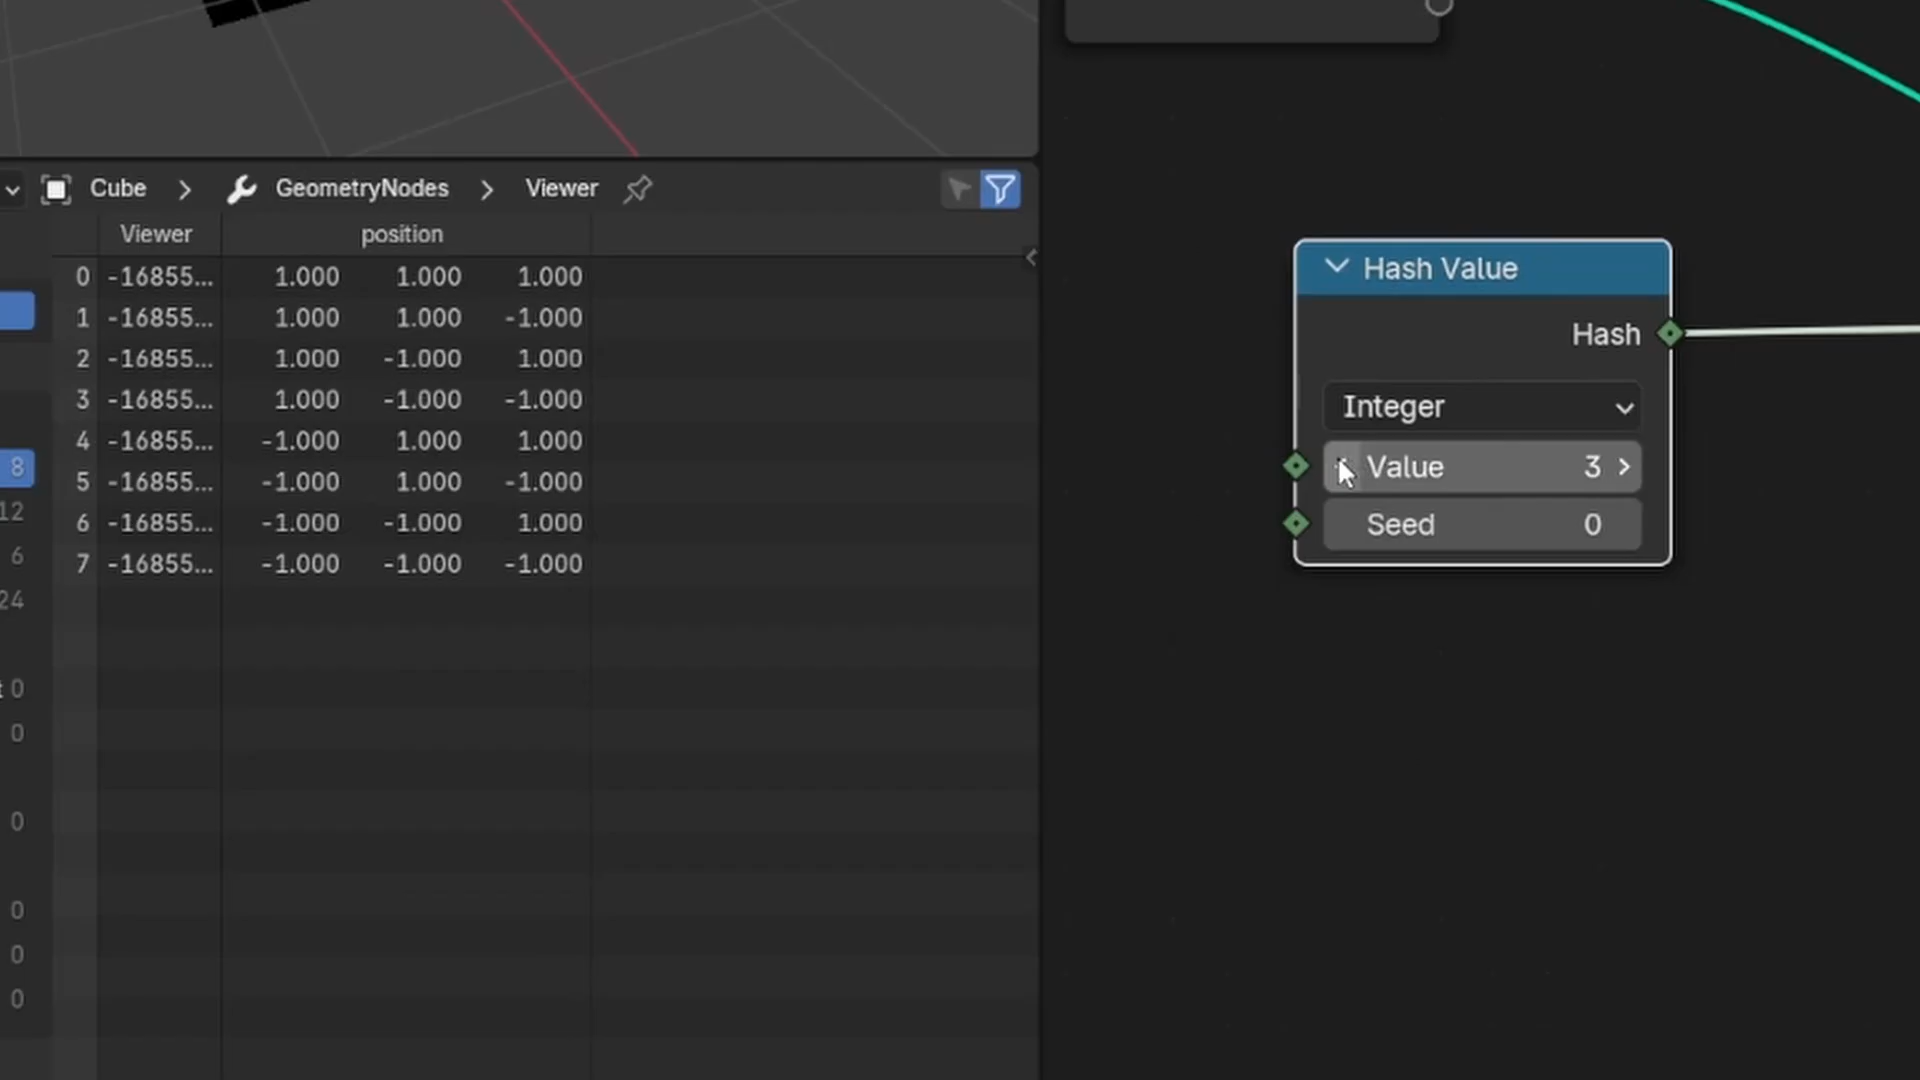 Cube > GeometryNodes > Viewer
Viewer position
0 -16855... 1.000 1.000 1.000
1 -16855... 1.000 1.000 -1.000
2 -16855... 1.000 -1.000 1.000
3 -16855... 1.000 -1.000 -1.000
4 -16855... -1.000 1.000 1.000
5 -16855... -1.000 1.000 -1.000
6 -16855... -1.000 -1.000 1.000
7 -16855... -1.000 -1.000 -1.000
8
12
6
24
0
0
0
0
0
0
Hash Value
Hash
Integer
Value 3
Seed 0